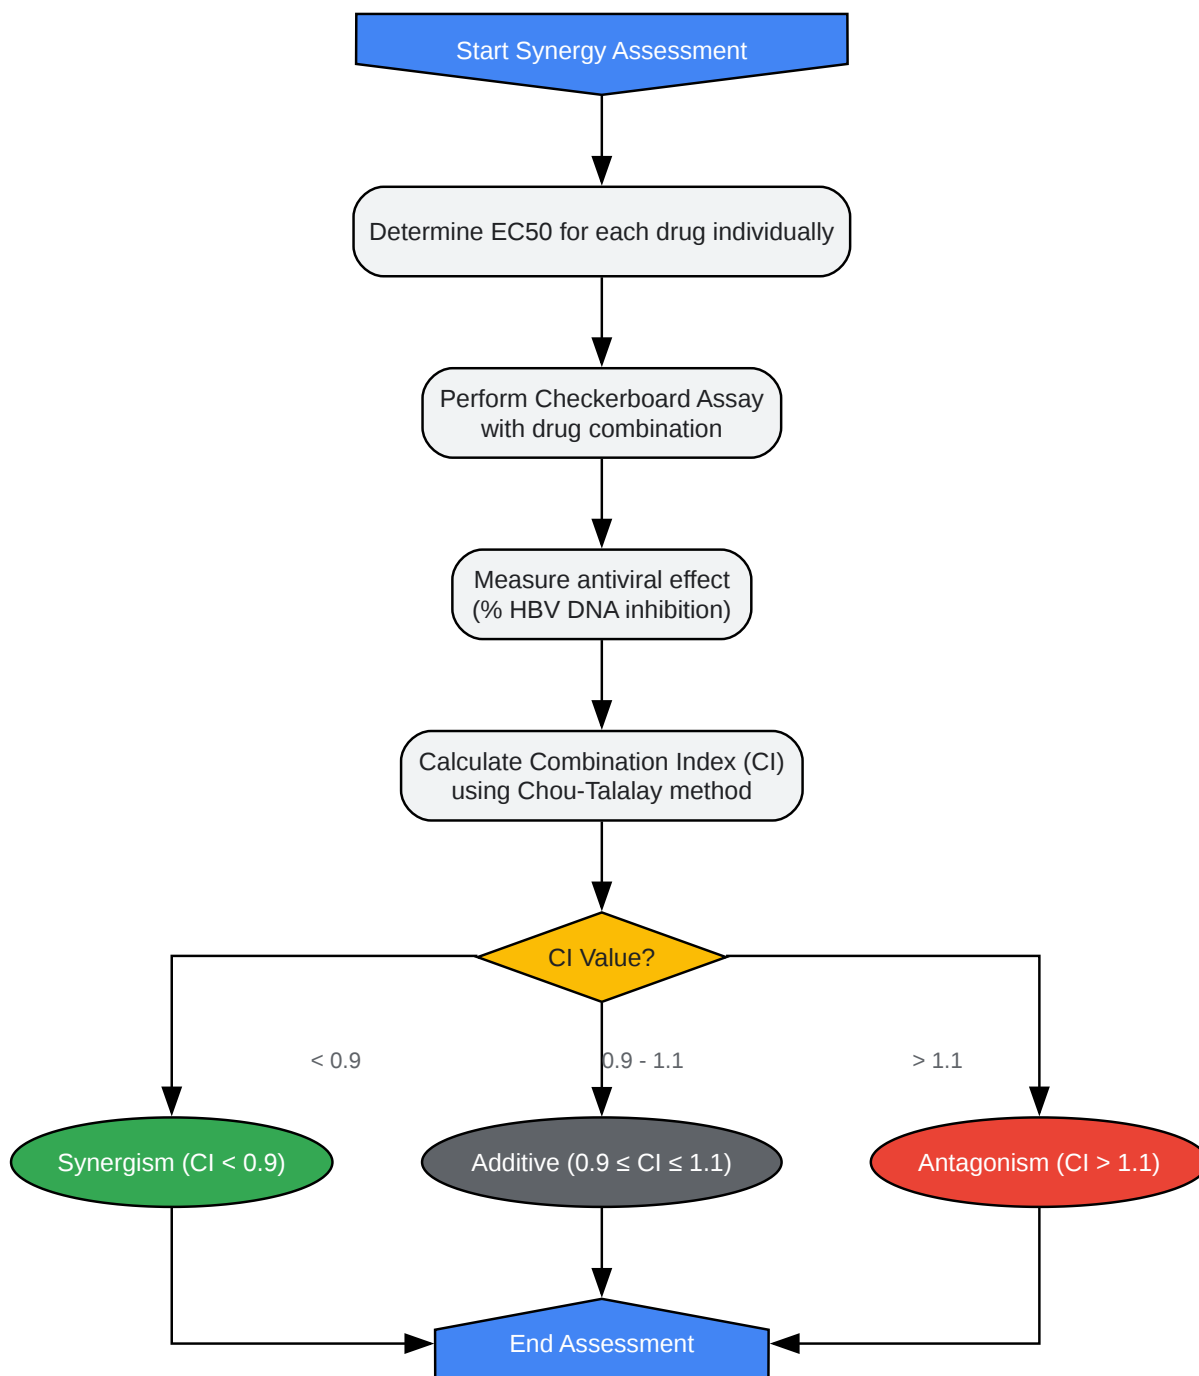 Start Synergy Assessment
Determine EC50 for each drug individually
Perform Checkerboard Assay
with drug combination
Measure antiviral effect
(% HBV DNA inhibition)
Calculate Combination Index (CI)
using Chou-Talalay method
CI Value?
< 0.9
0.9 - 1.1
> 1.1
Synergism (CI < 0.9)
Additive (0.9 ≤ CI ≤ 1.1)
Antagonism (CI > 1.1)
End Assessment